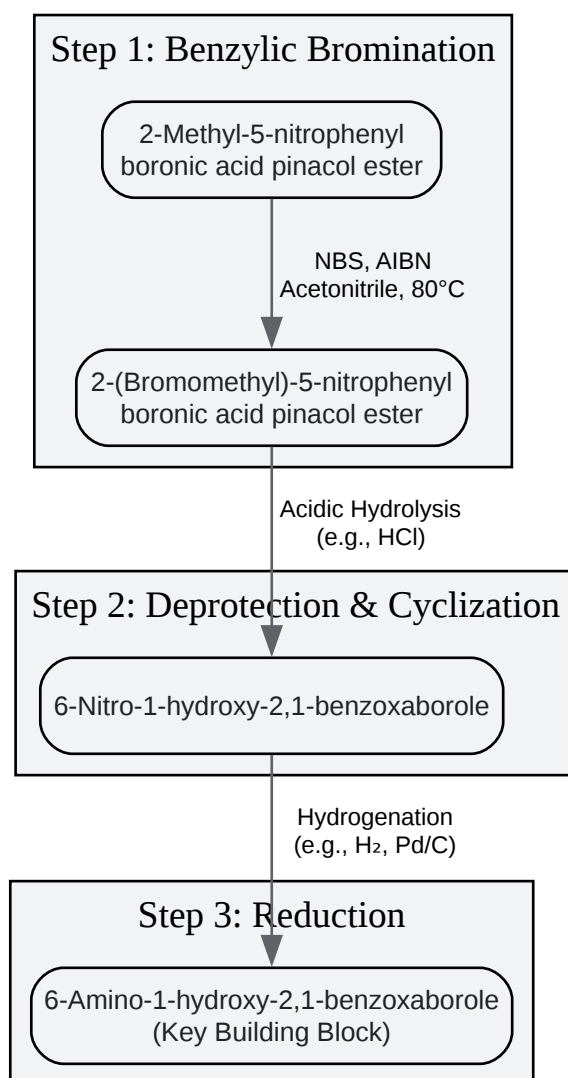 Step 1: Benzylic Bromination
2-Methyl-5-nitrophenyl
boronic acid pinacol ester
NBS, AIBN
Acetonitrile, 80°C
2-(Bromomethyl)-5-nitrophenyl
boronic acid pinacol ester
Acidic Hydrolysis
(e.g., HCl)
Step 2: Deprotection & Cyclization
6-Nitro-1-hydroxy-2,1-benzoxaborole
Hydrogenation
(e.g., H₂, Pd/C)
Step 3: Reduction
6-Amino-1-hydroxy-2,1-benzoxaborole
(Key Building Block)